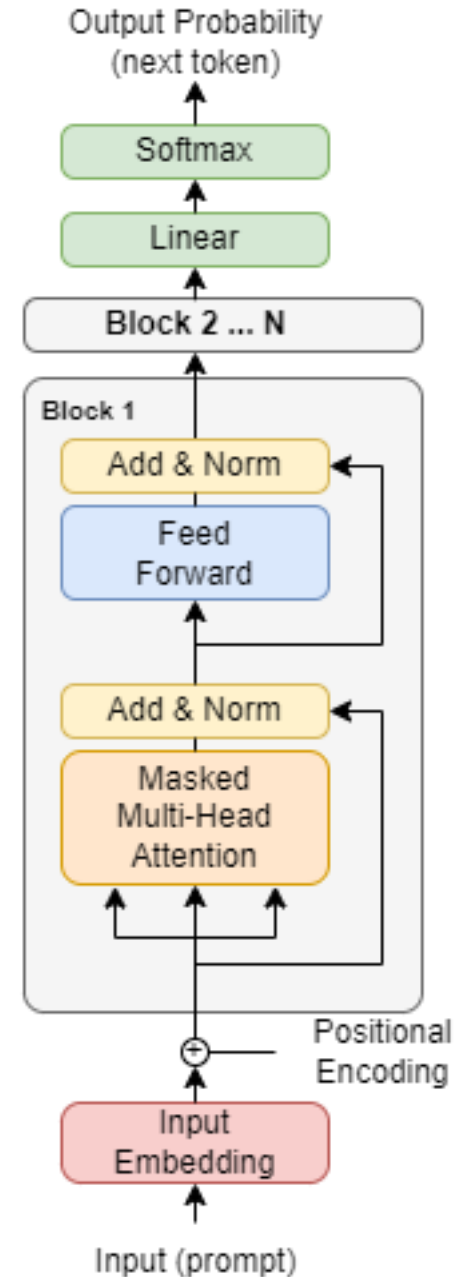 Output Probability
(next token)
Softmax
Linear
Block 2 ... N
Block 1
Add & Norm
Feed
Forward
Add & Norm
Masked
Multi-Head
Attention
+
Positional
Encoding
Input
Embedding
Input (prompt)